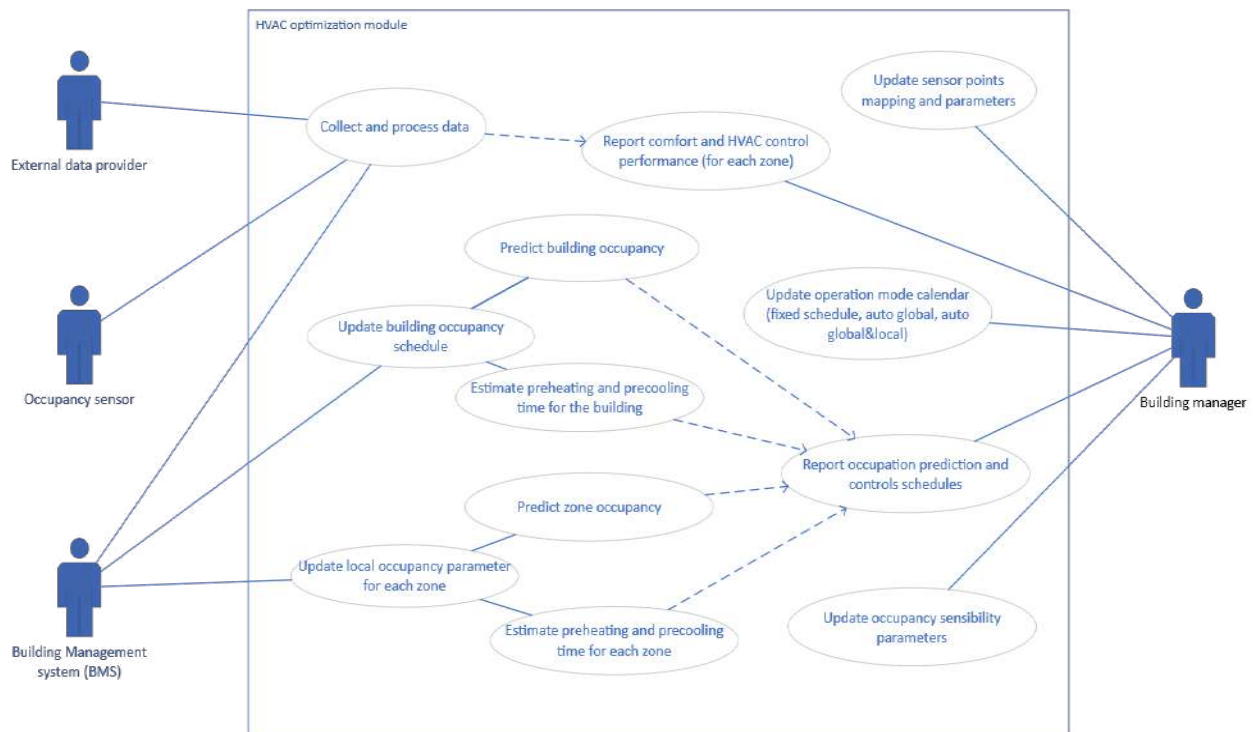 HVAC optimization module
External data provider
Collect and process data
Report comfort and HVAC control
performance (for each zone)
Update sensor points
mapping and parameters
Predict building occupancy
Update operation mode calendar
(fixed schedule, auto global, auto
global&local)
Occupancy sensor
Update building occupancy
schedule
Estimate preheating and precooling
time for the building
Building manager
Report occupation prediction and
controls schedules
Predict zone occupancy
Update local occupancy parameter
for each zone
Estimate preheating and precooling
time for each zone
Update occupancy sensibility
parameters
Building Management
system (BMS)